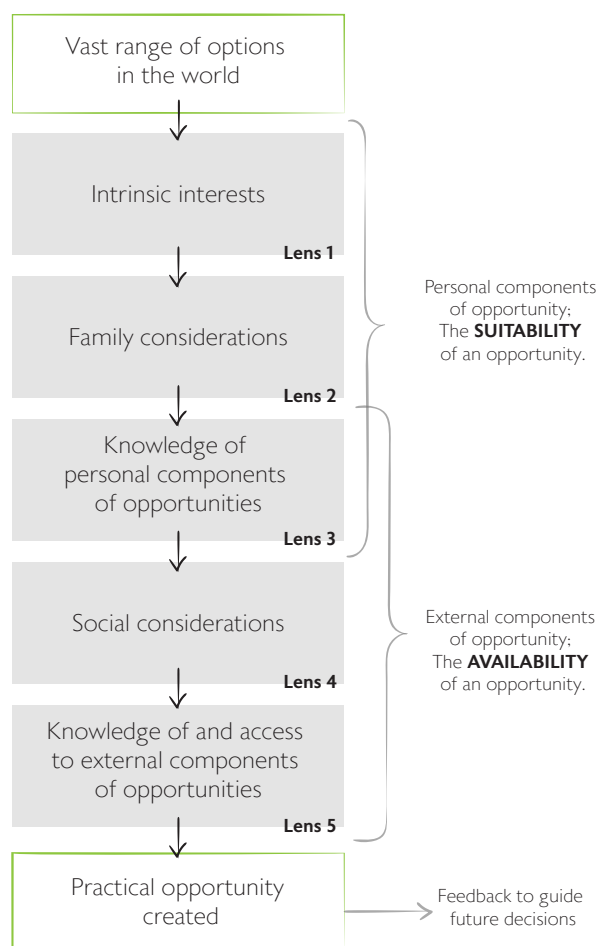 Vast range of options
in the world
Intrinsic interests
Lens 1
Family considerations
Lens 2
Knowledge of
personal components
of opportunities
Lens 3
Social considerations
Lens 4
Knowledge of and access
to external components
of opportunities
Lens 5
Practical opportunity
created
Personal components
of opportunity;
The SUITABILITY
of an opportunity.
External components
of opportunity;
The AVAILABILITY
of an opportunity.
Feedback to guide
future decisions